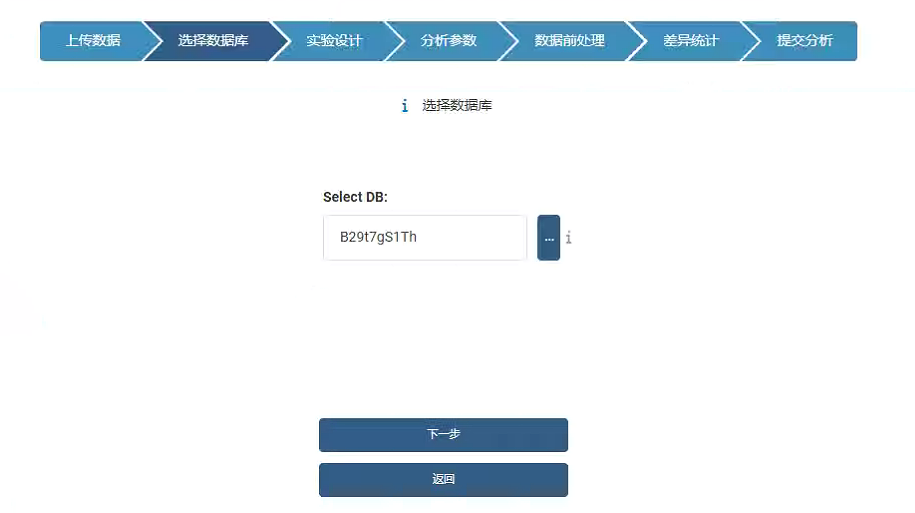 上传数据 选择数据库 实验设计 分析参数 数据前处理 差异统计 提交分析
i 选择数据库
Select DB:
B29t7gS1Th ... i
下一步
返回